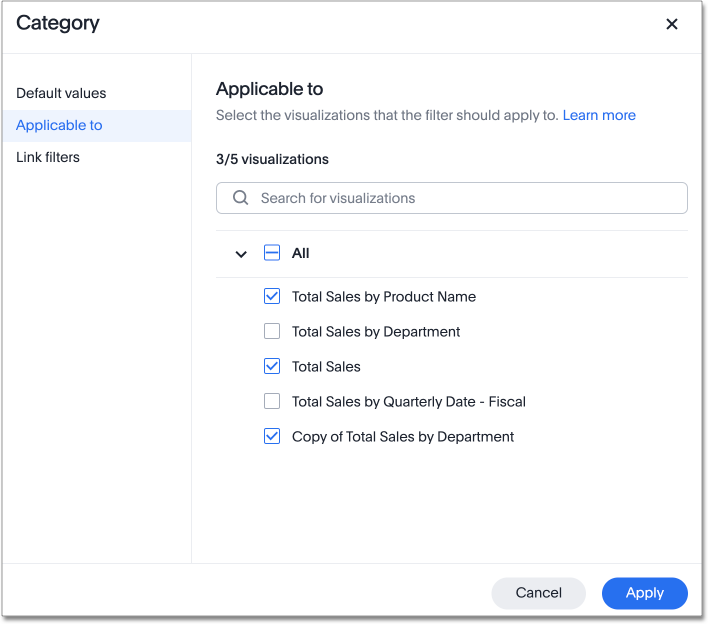 Category
Default values
Applicable to
Link filters
Applicable to
Select the visualizations that the filter should apply to. Learn more
3/5 visualizations
Search for visualizations
All
Total Sales by Product Name
Total Sales by Department
Total Sales
Total Sales by Quarterly Date - Fiscal
Copy of Total Sales by Department
Cancel
Apply